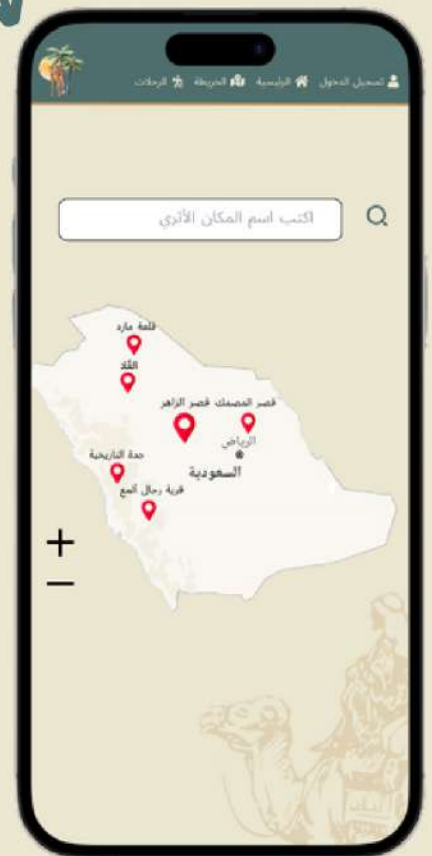 تسجيل الدخول الرئيسية الخريطة الرحلات
اكتب اسم المكان الأثري
قلعة مارد
العُلا
قصر المصمك قصر الزاهر
الرياض
جدة التاريخية
السعودية
قرية رجال ألمع